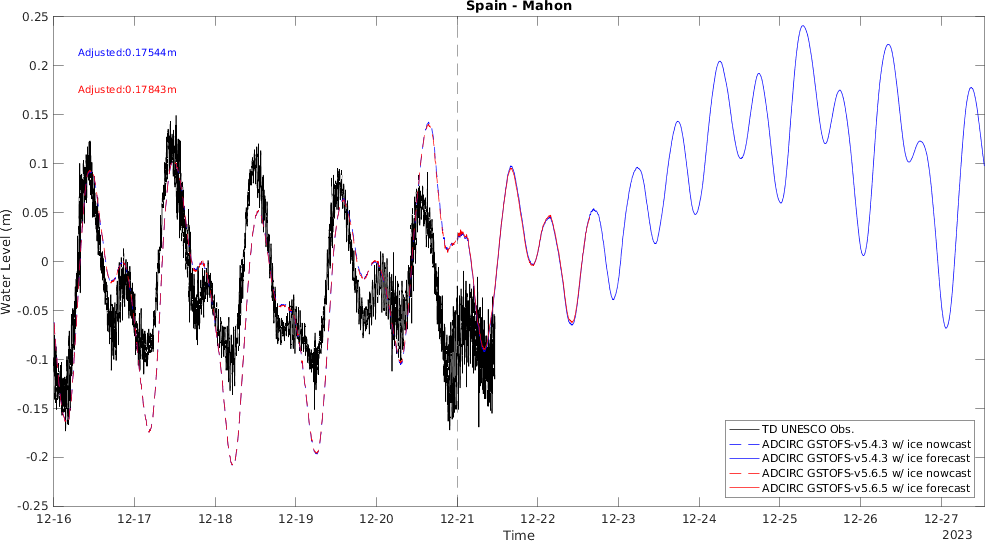 Spain - Mahon
0.25
0.2
0.15
0.1
0.05
0
-0.05
-0.1
-0.15
-0.2
-0.25
Water Level (m)
Adjusted:0.17544m
Adjusted:0.17843m
TD UNESCO Obs.
ADCIRC GSTOFS-v5.4.3 w/ ice nowcast
ADCIRC GSTOFS-v5.4.3 w/ ice forecast
ADCIRC GSTOFS-v5.6.5 w/ ice nowcast
ADCIRC GSTOFS-v5.6.5 w/ ice forecast
12-16 12-17 12-18 12-19 12-20 12-21 12-22 12-23 12-24 12-25 12-26 12-27
Time
2023